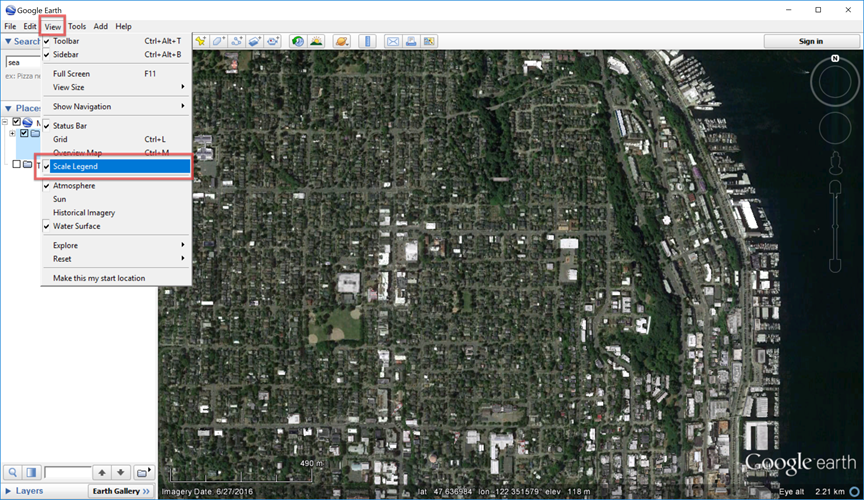 Google Earth
File Edit View Tools Add Help
Search
sea
ex: Pizza ne
Places
Toolbar Ctrl+Alt+T
Sidebar Ctrl+Alt+B
Full Screen F11
View Size
Show Navigation
Status Bar
Grid Ctrl+L
Overview Map Ctrl+M
Scale Legend
Atmosphere
Sun
Historical Imagery
Water Surface
Explore
Reset
Make this my start location
Sign in
N
490 m
Google earth
Imagery Date: 6/27/2016 lat 47.636984° lon -122.351579° elev 118 m Eye alt 2.21 km
Layers
Earth Gallery >>